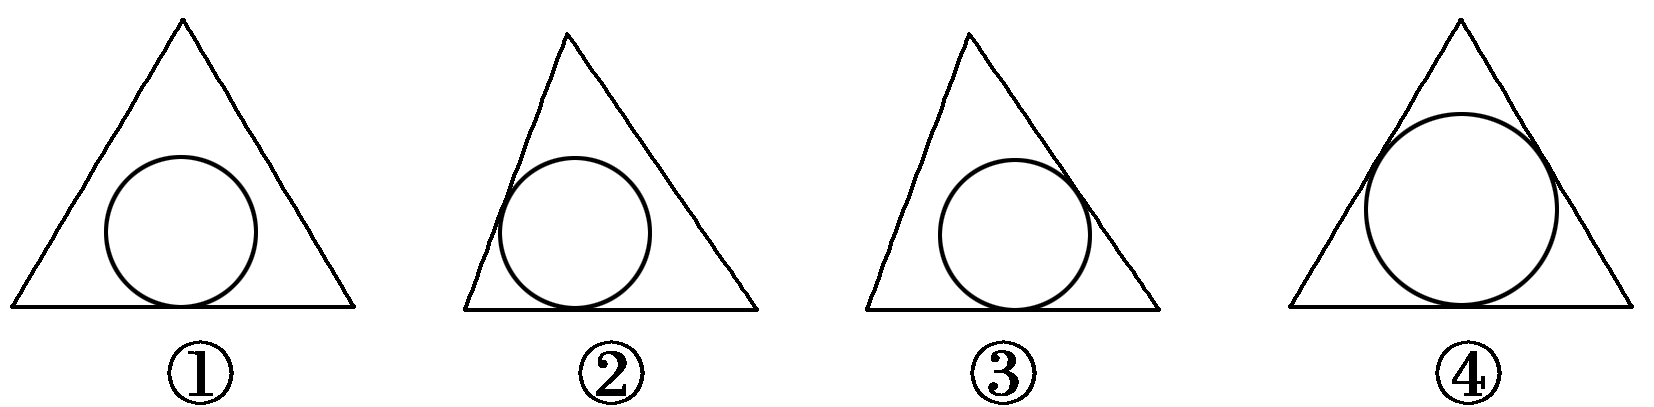 ① ② ③ ④